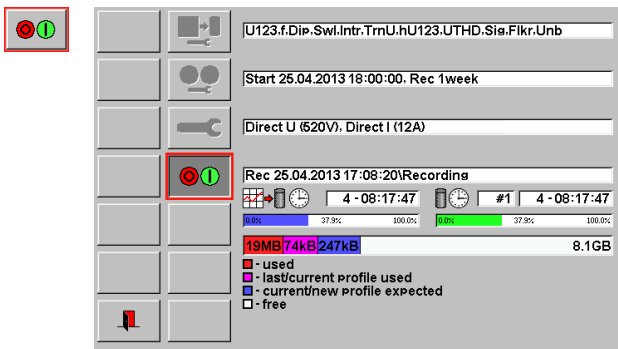 U123,f,Dip,Swl,Intr,TrnU,hU123,UTHD,Sig,Flkr,Unb
Start 25.04.2013 18:00:00, Rec 1week
Direct U (520V), Direct I (12A)
Rec 25.04.2013 17:08:20\Recording
4 - 08:17:47 #1 4 - 08:17:47
0.0% 37.9% 100.0% 0.0% 37.9% 100.0%
19MB 74kB 247kB 8.1GB
- used
- last/current profile used
- current/new profile expected
- free